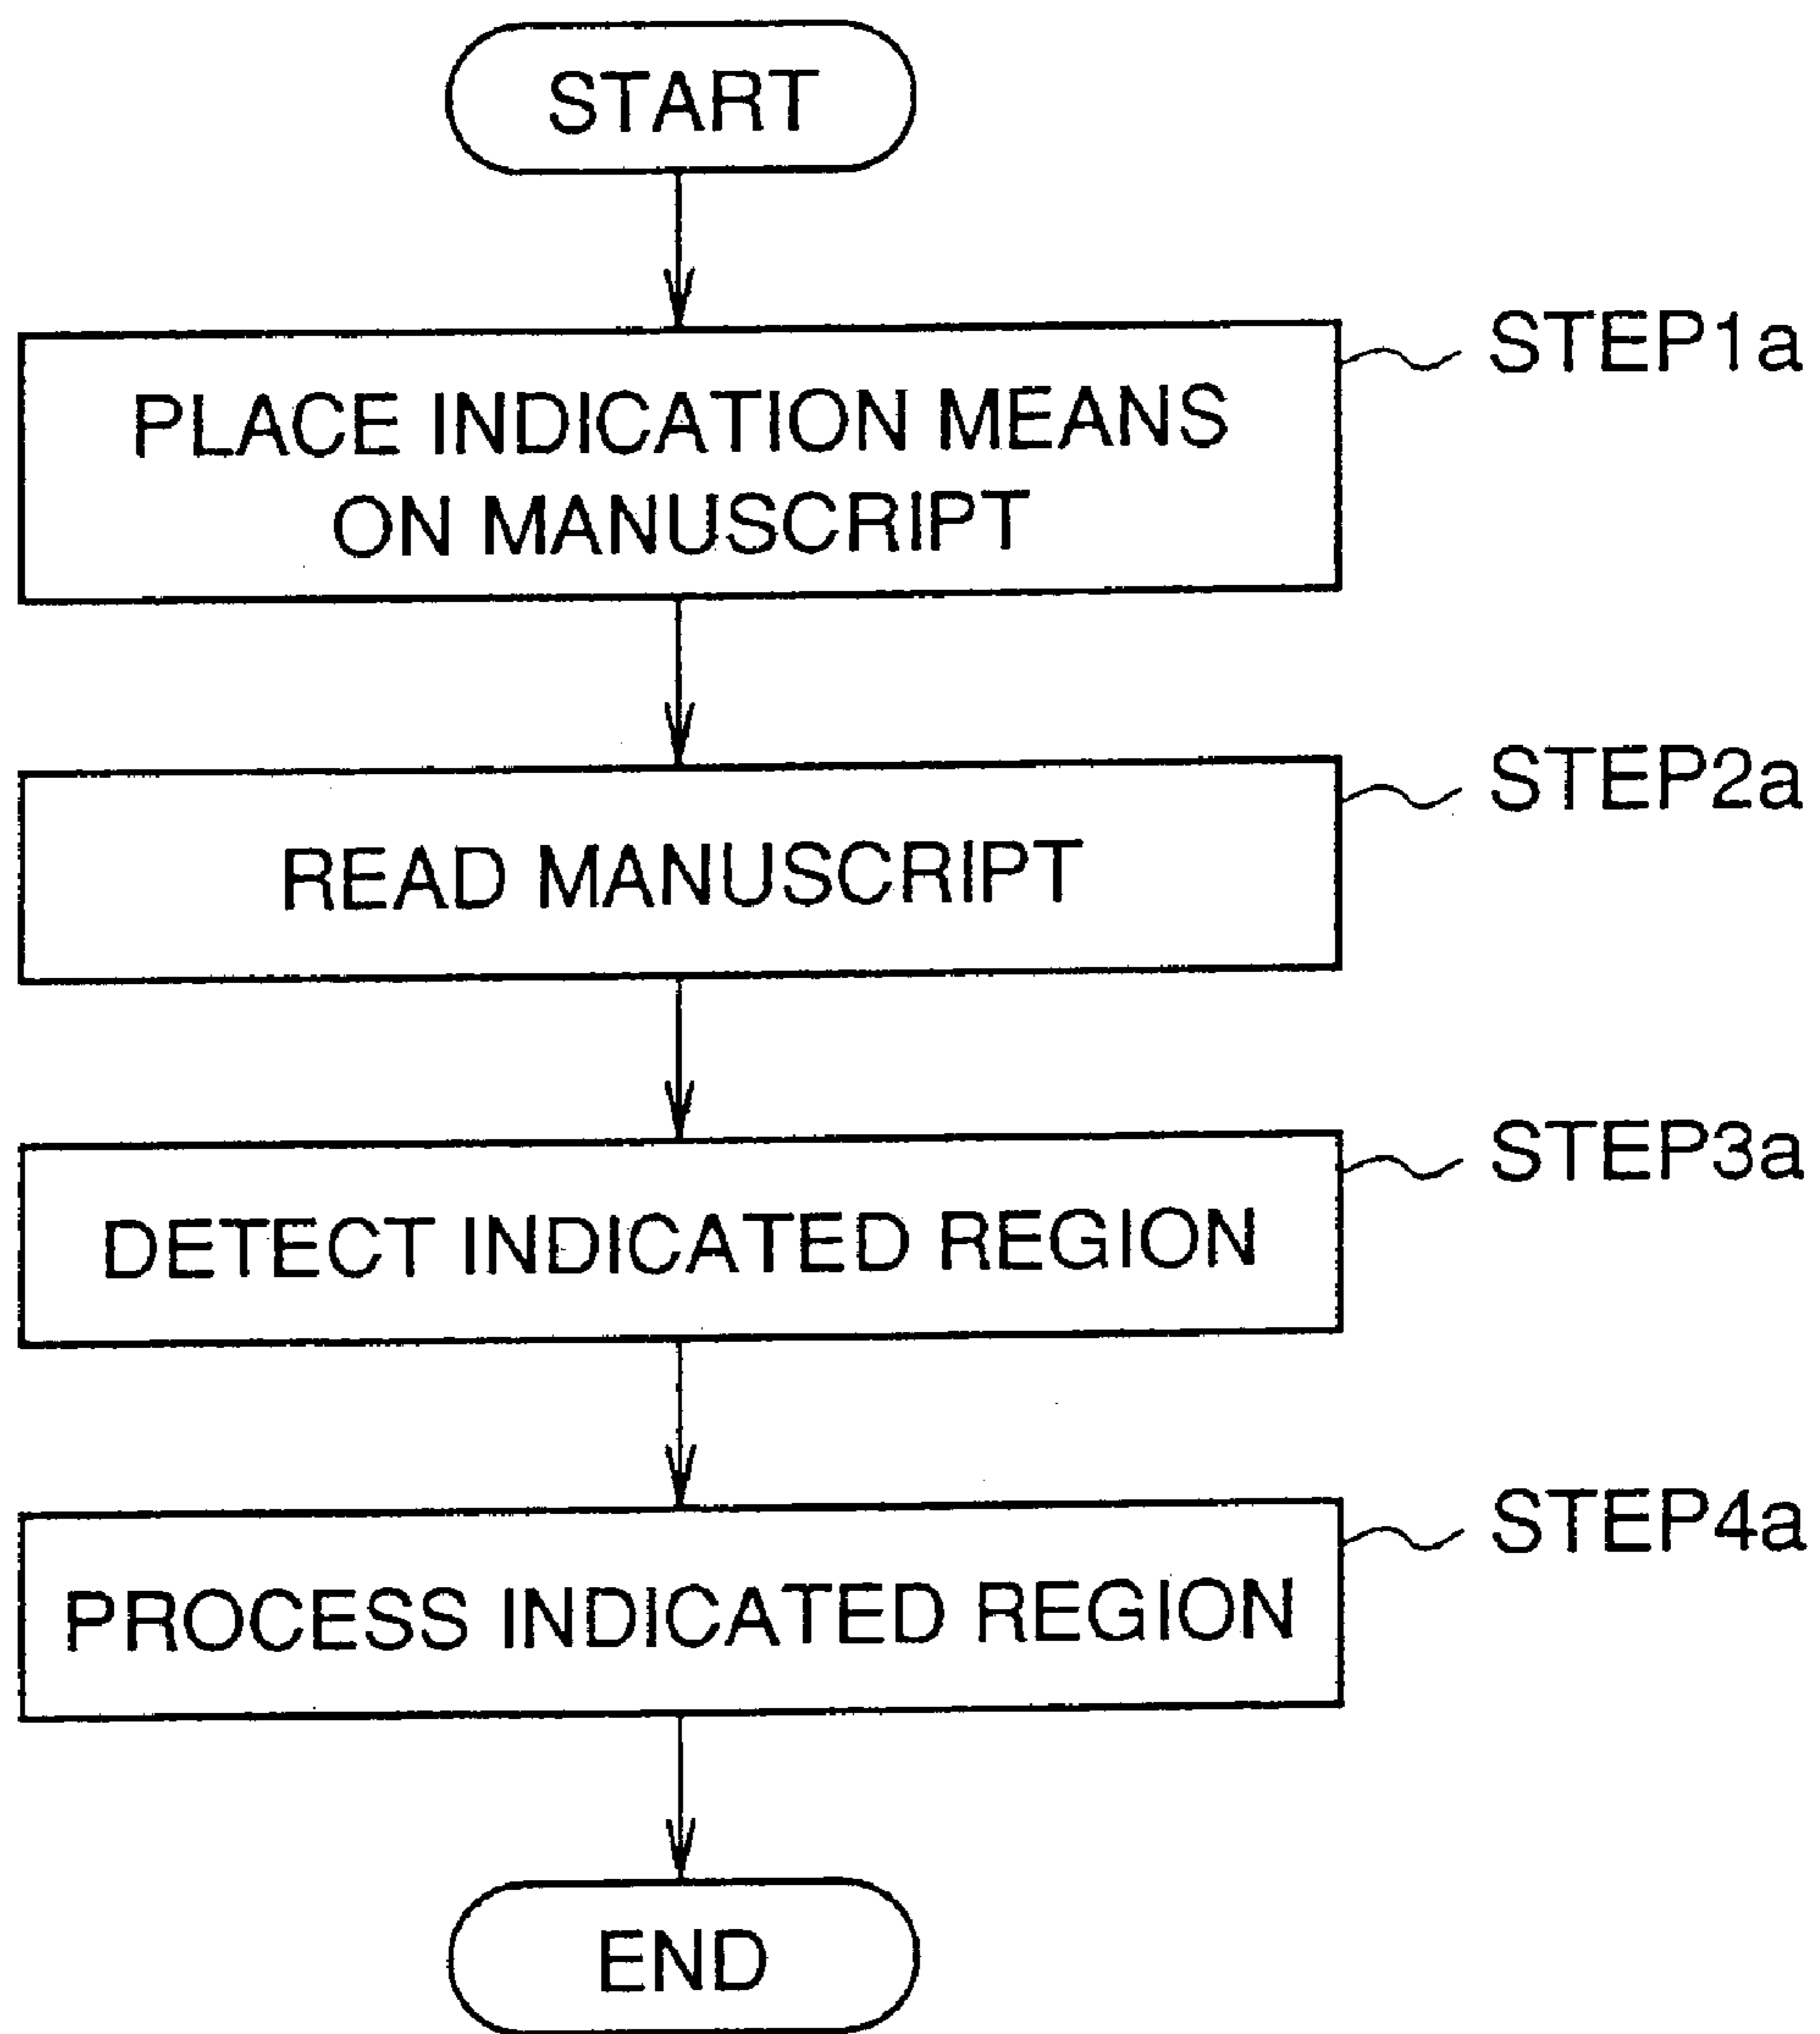 START
STEP1a
PLACE INDICATION MEANS
ON MANUSCRIPT
STEP2a
READ MANUSCRIPT
STEP3a
DETECT INDICATED REGION
STEP4a
PROCESS INDICATED REGION
END